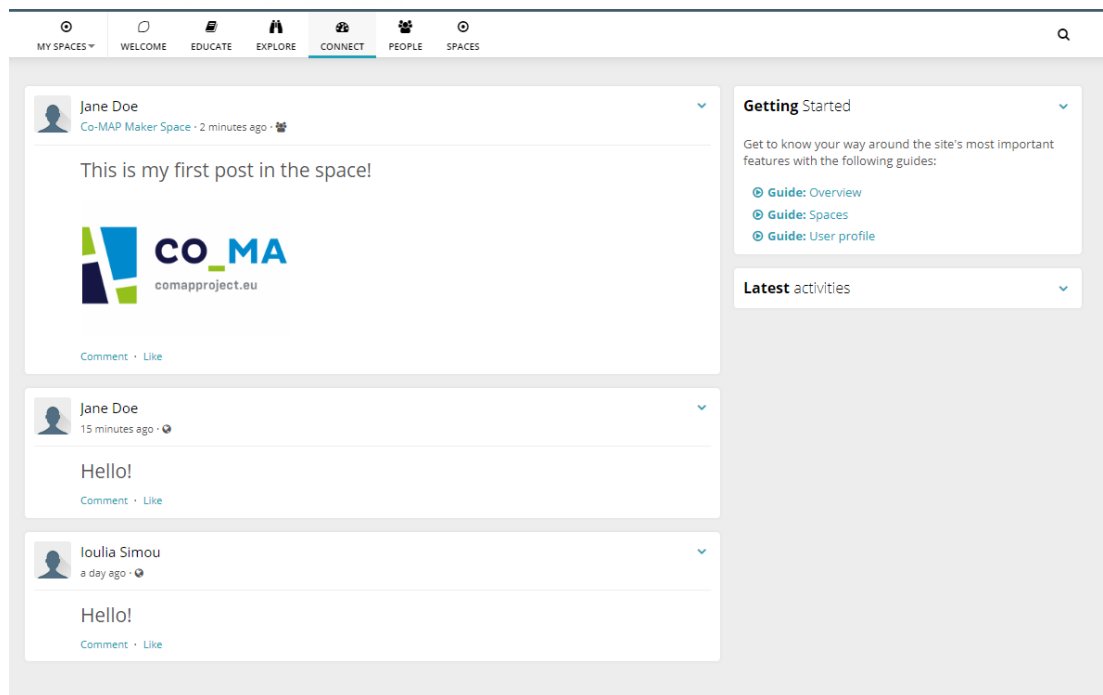 MY SPACES
WELCOME
EDUCATE
EXPLORE
CONNECT
PEOPLE
SPACES
Jane Doe
Co-MAP Maker Space · 2 minutes ago ·
This is my first post in the space!
CO_MA
comapproject.eu
Comment · Like
Jane Doe
15 minutes ago ·
Hello!
Comment · Like
Ioulia Simou
a day ago ·
Hello!
Comment · Like
Getting Started
Get to know your way around the site's most important
features with the following guides:
Guide: Overview
Guide: Spaces
Guide: User profile
Latest activities